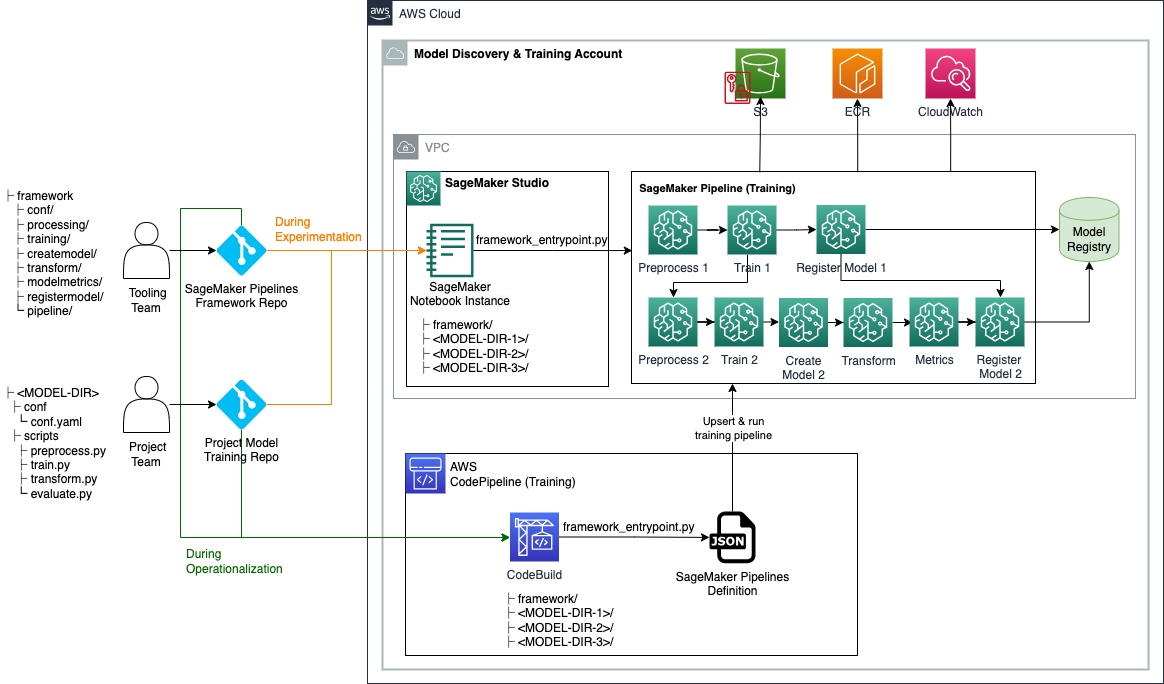 aws
AWS Cloud
Model Discovery & Training Account
S3
ECR
CloudWatch
VPC
├ framework
├ conf/
├ processing/
├ training/
├ createmodel/
├ transform/
├ modelmetrics/
├ registermodel/
└ pipeline/
Tooling
Team
SageMaker Pipelines
Framework Repo
During
Experimentation
SageMaker Studio
SageMaker
Notebook Instance
├ framework/
├ <MODEL-DIR-1>/
├ <MODEL-DIR-2>/
├ <MODEL-DIR-3>/
framework_entrypoint.py
SageMaker Pipeline (Training)
Preprocess 1
Train 1
Register Model 1
Preprocess 2
Train 2
Create
Model 2
Transform
Metrics
Register
Model 2
Model
Registry
├ <MODEL-DIR>
├ conf
└ conf.yaml
├ scripts
├ preprocess.py
├ train.py
├ transform.py
└ evaluate.py
Project
Team
Project Model
Training Repo
During
Operationalization
Upsert & run
training pipeline
AWS
CodePipeline (Training)
CodeBuild
├ framework/
├ <MODEL-DIR-1>/
├ <MODEL-DIR-2>/
├ <MODEL-DIR-3>/
framework_entrypoint.py
JSON
SageMaker Pipelines
Definition